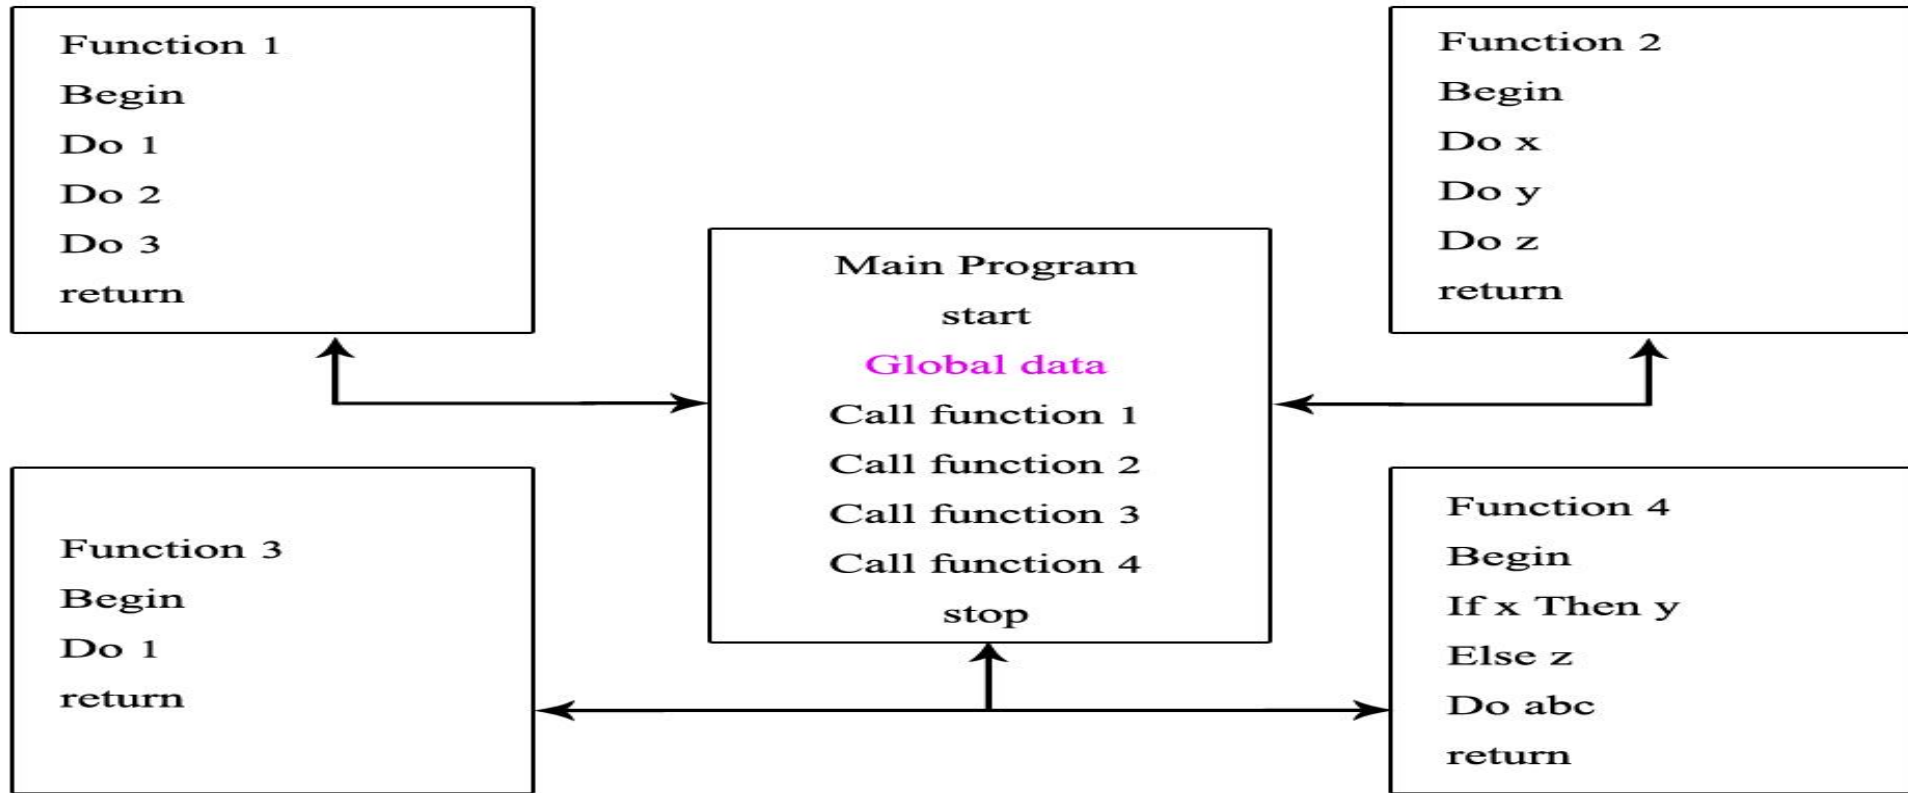 Function 1
Begin
Do 1
Do 2
Do 3
return
Function 2
Begin
Do x
Do y
Do z
return
Main Program
start
Global data
Call function 1
Call function 2
Call function 3
Call function 4
stop
Function 3
Begin
Do 1
return
Function 4
Begin
If x Then y
Else z
Do abc
return